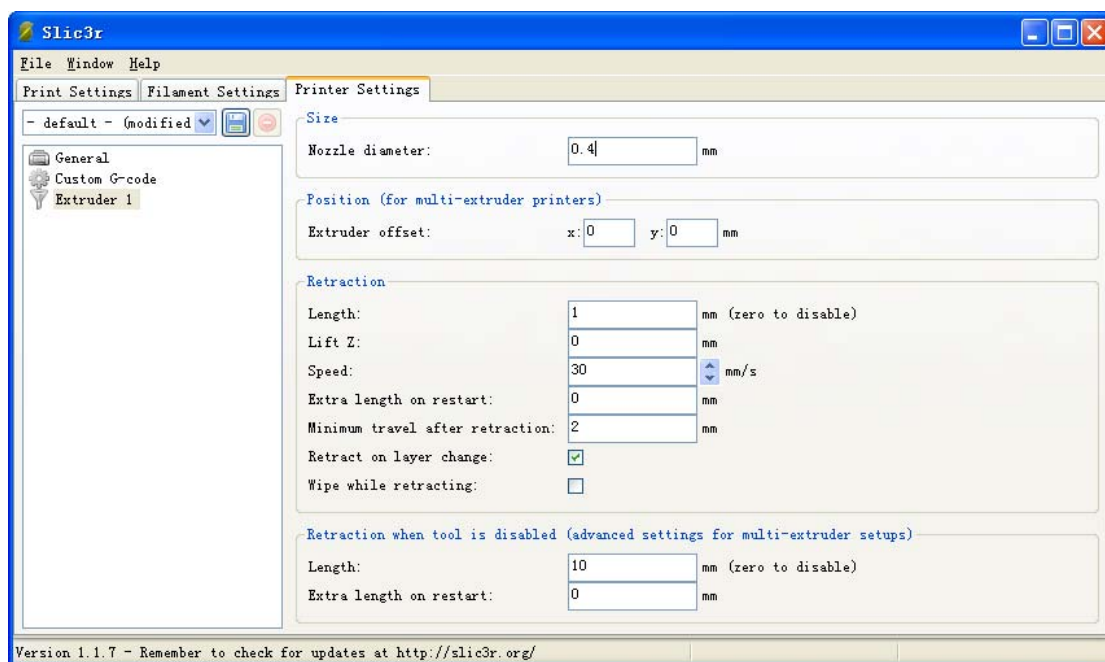 Slic3r
File Window Help
Print Settings Filament Settings Printer Settings
- default - (modified
General
Custom G-code
Extruder 1
Size
Nozzle diameter: 0.4 mm
Position (for multi-extruder printers)
Extruder offset: x: 0 y: 0 mm
Retraction
Length: 1 mm (zero to disable)
Lift Z: 0 mm
Speed: 30 mm/s
Extra length on restart: 0 mm
Minimum travel after retraction: 2 mm
Retract on layer change:
Wipe while retracting:
Retraction when tool is disabled (advanced settings for multi-extruder setups)
Length: 10 mm (zero to disable)
Extra length on restart: 0 mm
Version 1.1.7 - Remember to check for updates at http://slic3r.org/